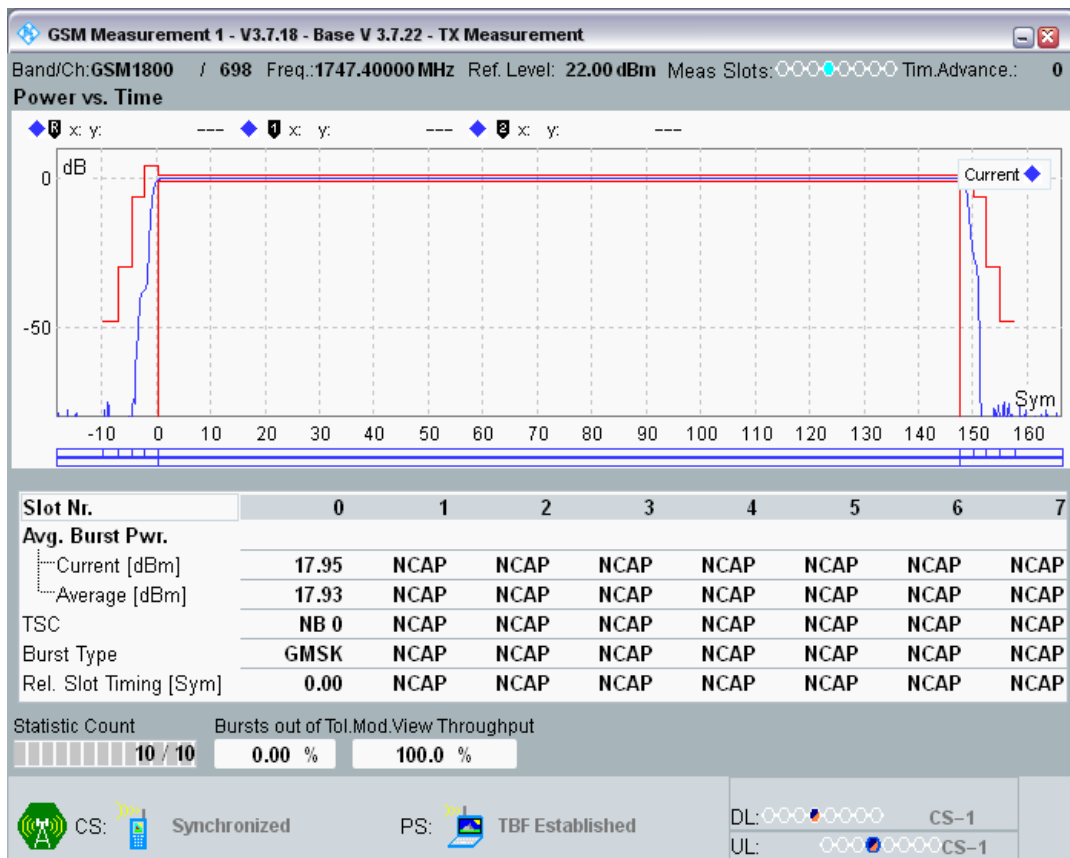 GSM Measurement 1 - V3.7.18 - Base V 3.7.22 - TX Measurement
Band/Ch:GSM1800 / 698 Freq.:1747.40000 MHz Ref. Level: 22.00 dBm Meas Slots: Tim.Advance.: 0
Power vs. Time
R x: y: --- 1 x: y: --- 2 x: y: ---
dB
Current
0
-50
Sym
-10 0 10 20 30 40 50 60 70 80 90 100 110 120 130 140 150 160
Slot Nr. 0 1 2 3 4 5 6 7
Avg. Burst Pwr.
Current [dBm] 17.95 NCAP NCAP NCAP NCAP NCAP NCAP NCAP
Average [dBm] 17.93 NCAP NCAP NCAP NCAP NCAP NCAP NCAP
TSC NB 0 NCAP NCAP NCAP NCAP NCAP NCAP NCAP
Burst Type GMSK NCAP NCAP NCAP NCAP NCAP NCAP NCAP
Rel. Slot Timing [Sym] 0.00 NCAP NCAP NCAP NCAP NCAP NCAP NCAP
Statistic Count Bursts out of Tol.Mod.View Throughput
10 / 10 0.00 % 100.0 %
CS: Synchronized PS: TBF Established DL: CS-1
UL: CS-1